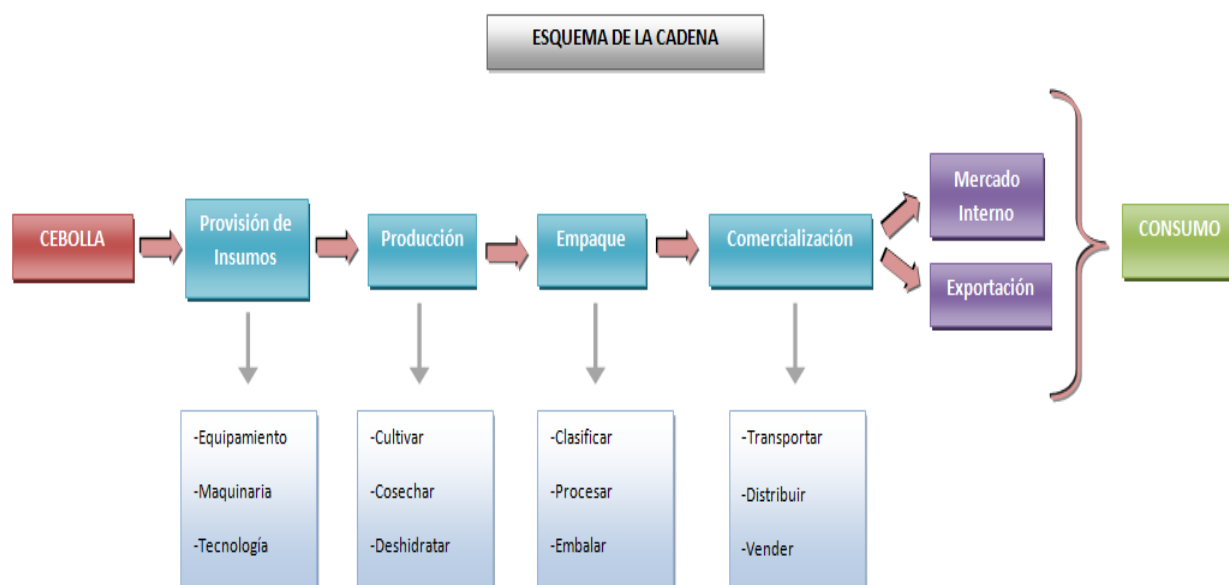 ESQUEMA DE LA CADENA
CEBOLLA
Provisión de
Insumos
Producción
Empaque
Comercialización
Mercado
Interno
Exportación
CONSUMO
-Equipamiento
-Maquinaria
-Tecnología
-Cultivar
-Cosechar
-Deshidratar
-Clasificar
-Procesar
-Embalar
-Transportar
-Distribuir
-Vender